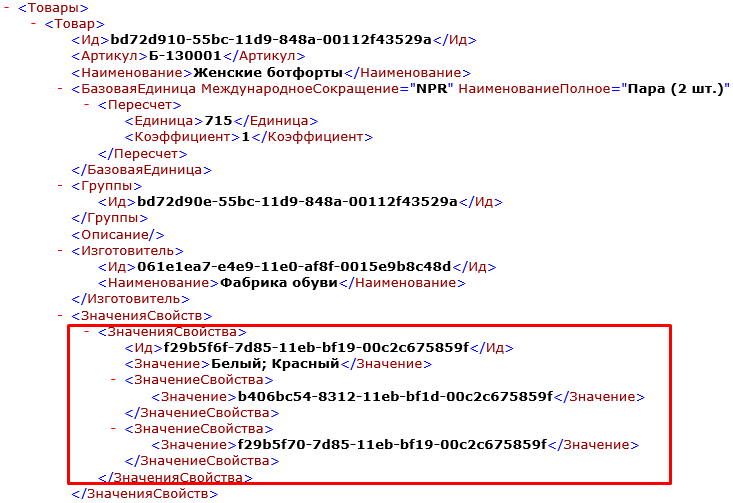 - <Товары>
- <Товар>
<Ид>bd72d910-55bc-11d9-848a-00112f43529a</Ид>
<Артикул>Б-130001</Артикул>
<Наименование>Женские ботфорты</Наименование>
- <БазоваяЕдиница МеждународноеСокращение="NPR" НаименованиеПолное="Пара (2 шт.)"
- <Пересчет>
<Единица>715</Единица>
<Коэффициент>1</Коэффициент>
</Пересчет>
</БазоваяЕдиница>
- <Группы>
<Ид>bd72d90e-55bc-11d9-848a-00112f43529a</Ид>
</Группы>
<Описание/>
- <Изготовитель>
<Ид>061e1ea7-e4e9-11e0-af8f-0015e9b8c48d</Ид>
<Наименование>Фабрика обуви</Наименование>
</Изготовитель>
- <ЗначенияСвойств>
- <ЗначенияСвойства>
<Ид>f29b5f6f-7d85-11eb-bf19-00c2c675859f</Ид>
<Значение>Белый; Красный</Значение>
- <ЗначениеСвойства>
<Значение>b406bc54-8312-11eb-bf1d-00c2c675859f</Значение>
</ЗначениеСвойства>
- <ЗначениеСвойства>
<Значение>f29b5f70-7d85-11eb-bf19-00c2c675859f</Значение>
</ЗначениеСвойства>
</ЗначенияСвойства>
</ЗначенияСвойств>